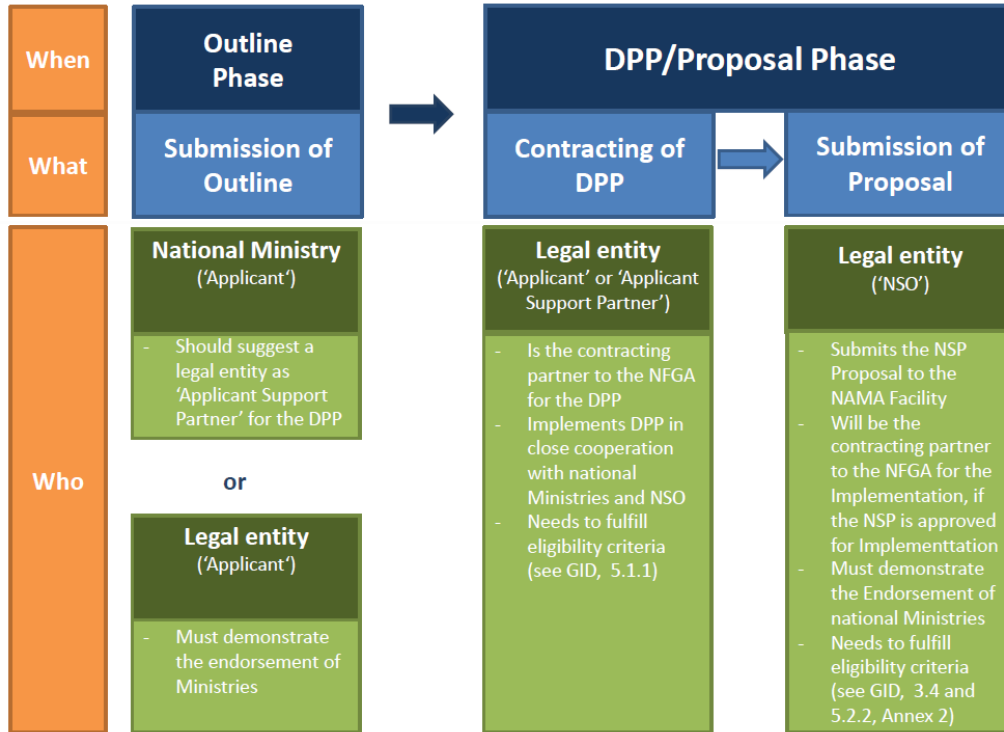 When
Outline
Phase
DPP/Proposal Phase
What
Submission of
Outline
Contracting of
DPP
Submission of
Proposal
Who
National Ministry
(‘Applicant‘)
- Should suggest a
legal entity as
‘Applicant Support
Partner’ for the DPP
or
Legal entity
(‘Applicant‘)
- Must demonstrate
the endorsement of
Ministries
Legal entity
(‘Applicant’ or ‘Applicant
Support Partner’)
- Is the contracting
partner to the NFGA
for the DPP
- Implements DPP in
close cooperation
with national
Ministries and NSO
- Needs to fulfill
eligibility criteria
(see GID, 5.1.1)
Legal entity
(‘NSO’)
- Submits the NSP
Proposal to the
NAMA Facility
- Will be the
contracting partner
to the NFGA for the
Implementation, if
the NSP is approved
for Implementtation
- Must demonstrate
the Endorsement of
national Ministries
- Needs to fulfill
eligibility criteria
(see GID, 3.4 and
5.2.2, Annex 2)